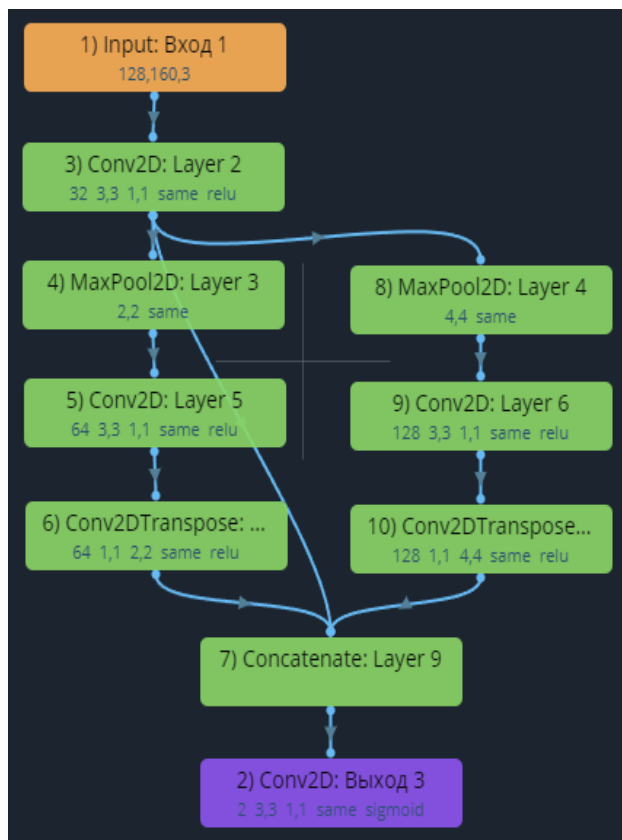 1) Input: Вход 1
128,160,3
3) Conv2D: Layer 2
32 3,3 1,1 same relu
4) MaxPool2D: Layer 3
2,2 same
8) MaxPool2D: Layer 4
4,4 same
5) Conv2D: Layer 5
64 3,3 1,1 same relu
9) Conv2D: Layer 6
128 3,3 1,1 same relu
6) Conv2DTranspose: ...
64 1,1 2,2 same relu
10) Conv2DTranspose...
128 1,1 4,4 same relu
7) Concatenate: Layer 9
2) Conv2D: Выход 3
2 3,3 1,1 same sigmoid